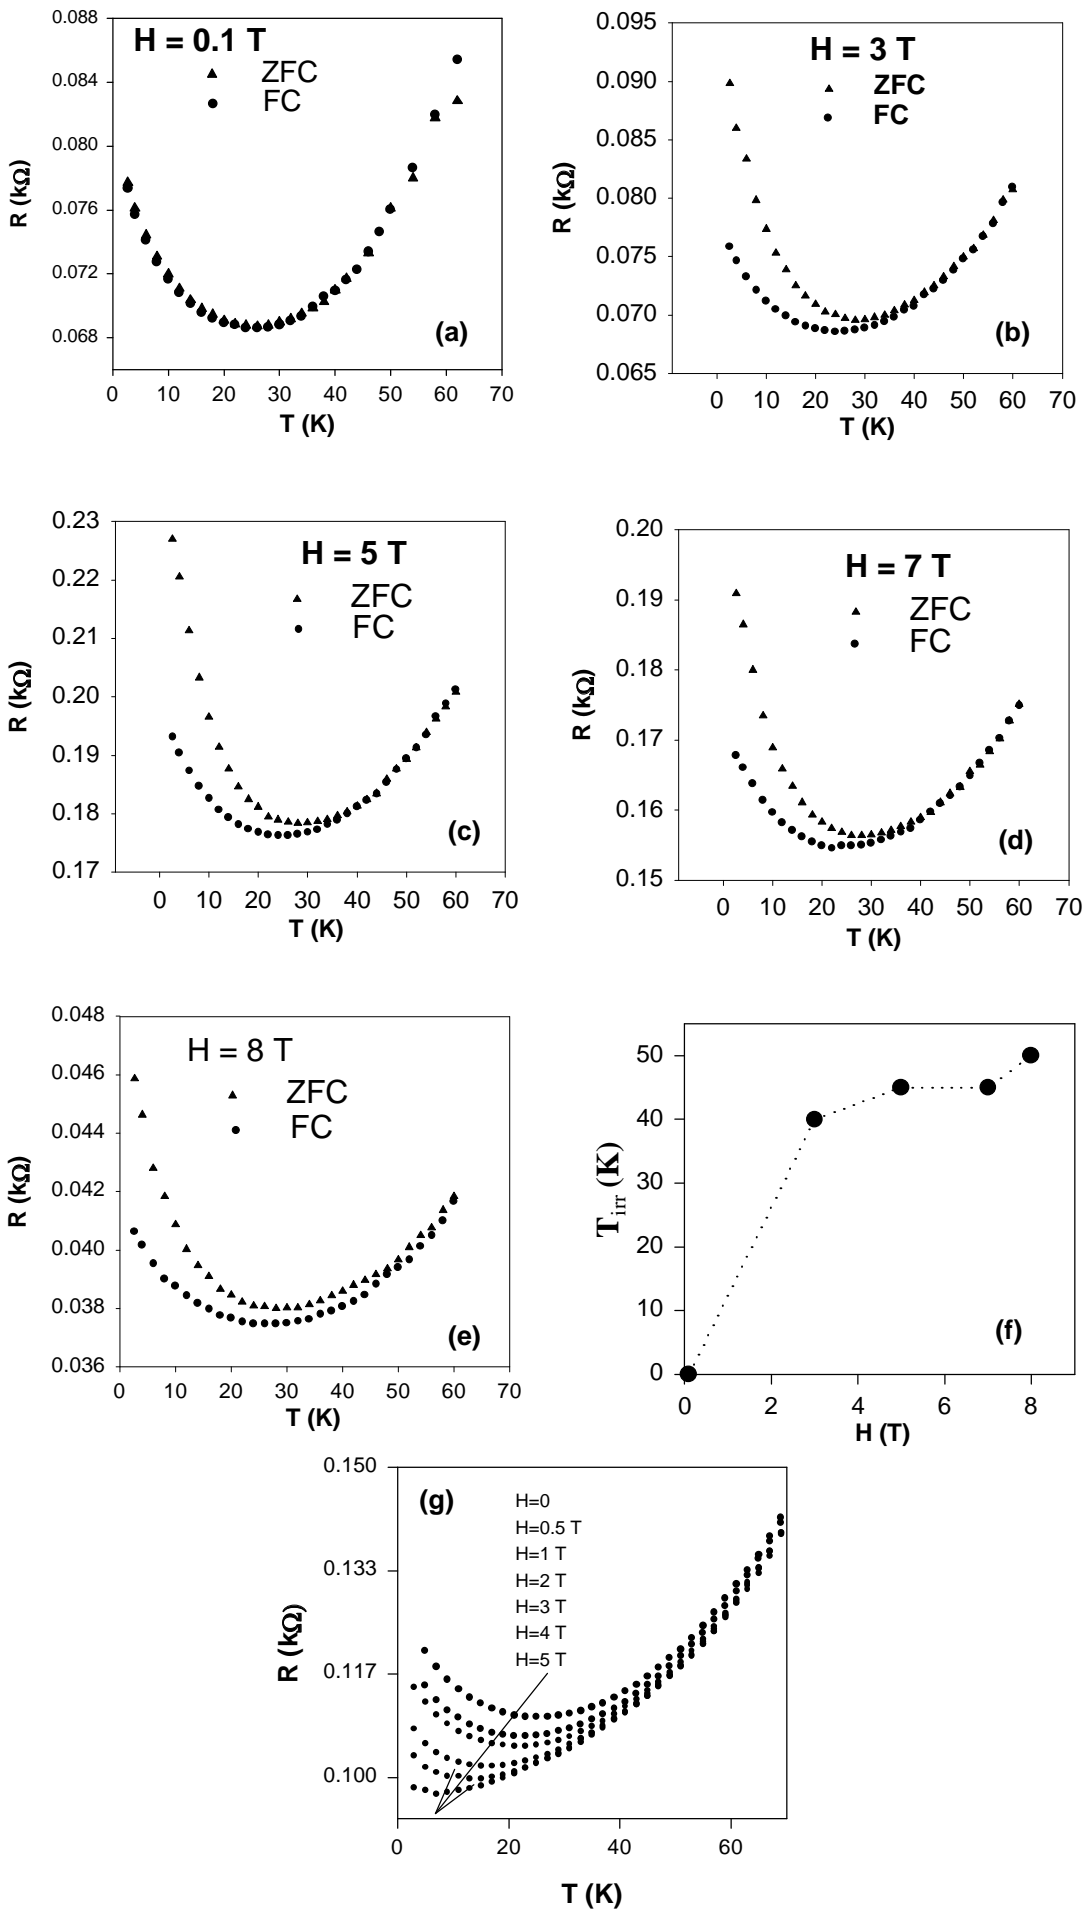 H = 0.1 T
ZFC
FC
0.088
0.084
0.080
0.076
0.072
0.068
R (kΩ)
(a)
0 10 20 30 40 50 60 70
T (K)
H = 3 T
ZFC
FC
0.095
0.090
0.085
0.080
0.075
0.070
0.065
R (kΩ)
(b)
0 10 20 30 40 50 60 70
T (K)
H = 5 T
ZFC
FC
0.23
0.22
0.21
0.20
0.19
0.18
0.17
R (kΩ)
(c)
0 10 20 30 40 50 60 70
T (K)
H = 7 T
ZFC
FC
0.20
0.19
0.18
0.17
0.16
0.15
R (kΩ)
(d)
0 10 20 30 40 50 60 70
T (K)
H = 8 T
ZFC
FC
0.048
0.046
0.044
0.042
0.040
0.038
0.036
R (kΩ)
(e)
0 10 20 30 40 50 60 70
T (K)
50
40
30
20
10
0
T irr (K)
(f)
0 2 4 6 8
H (T)
(g)
H=0
H=0.5 T
H=1 T
H=2 T
H=3 T
H=4 T
H=5 T
0.150
0.133
0.117
0.100
R (kΩ)
0 20 40 60
T (K)